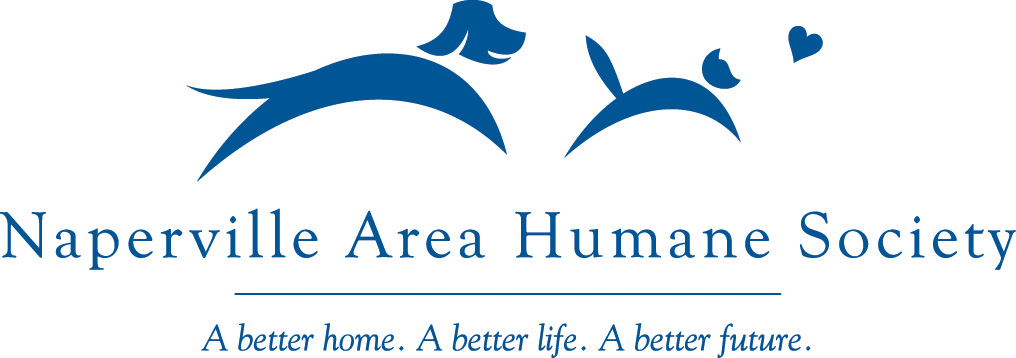 Naperville Area Humane Society
A better home. A better life. A better future.